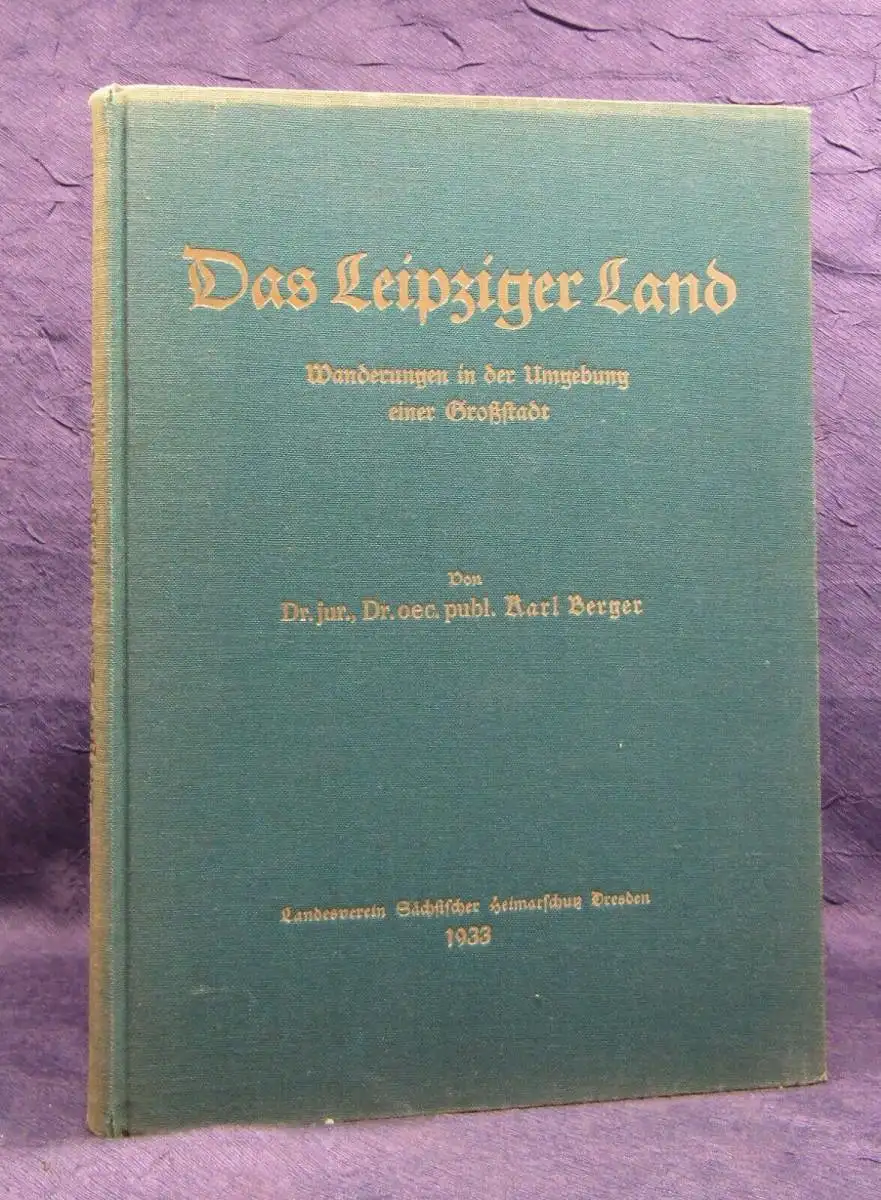 Das Leipziger Land
Wanderungen in der Umgebung
einer Großstadt
Von
Dr. jur., Dr. oec. publ. Karl Berger
Landesverein Sächsischer Heimatschutz Dresden
1933